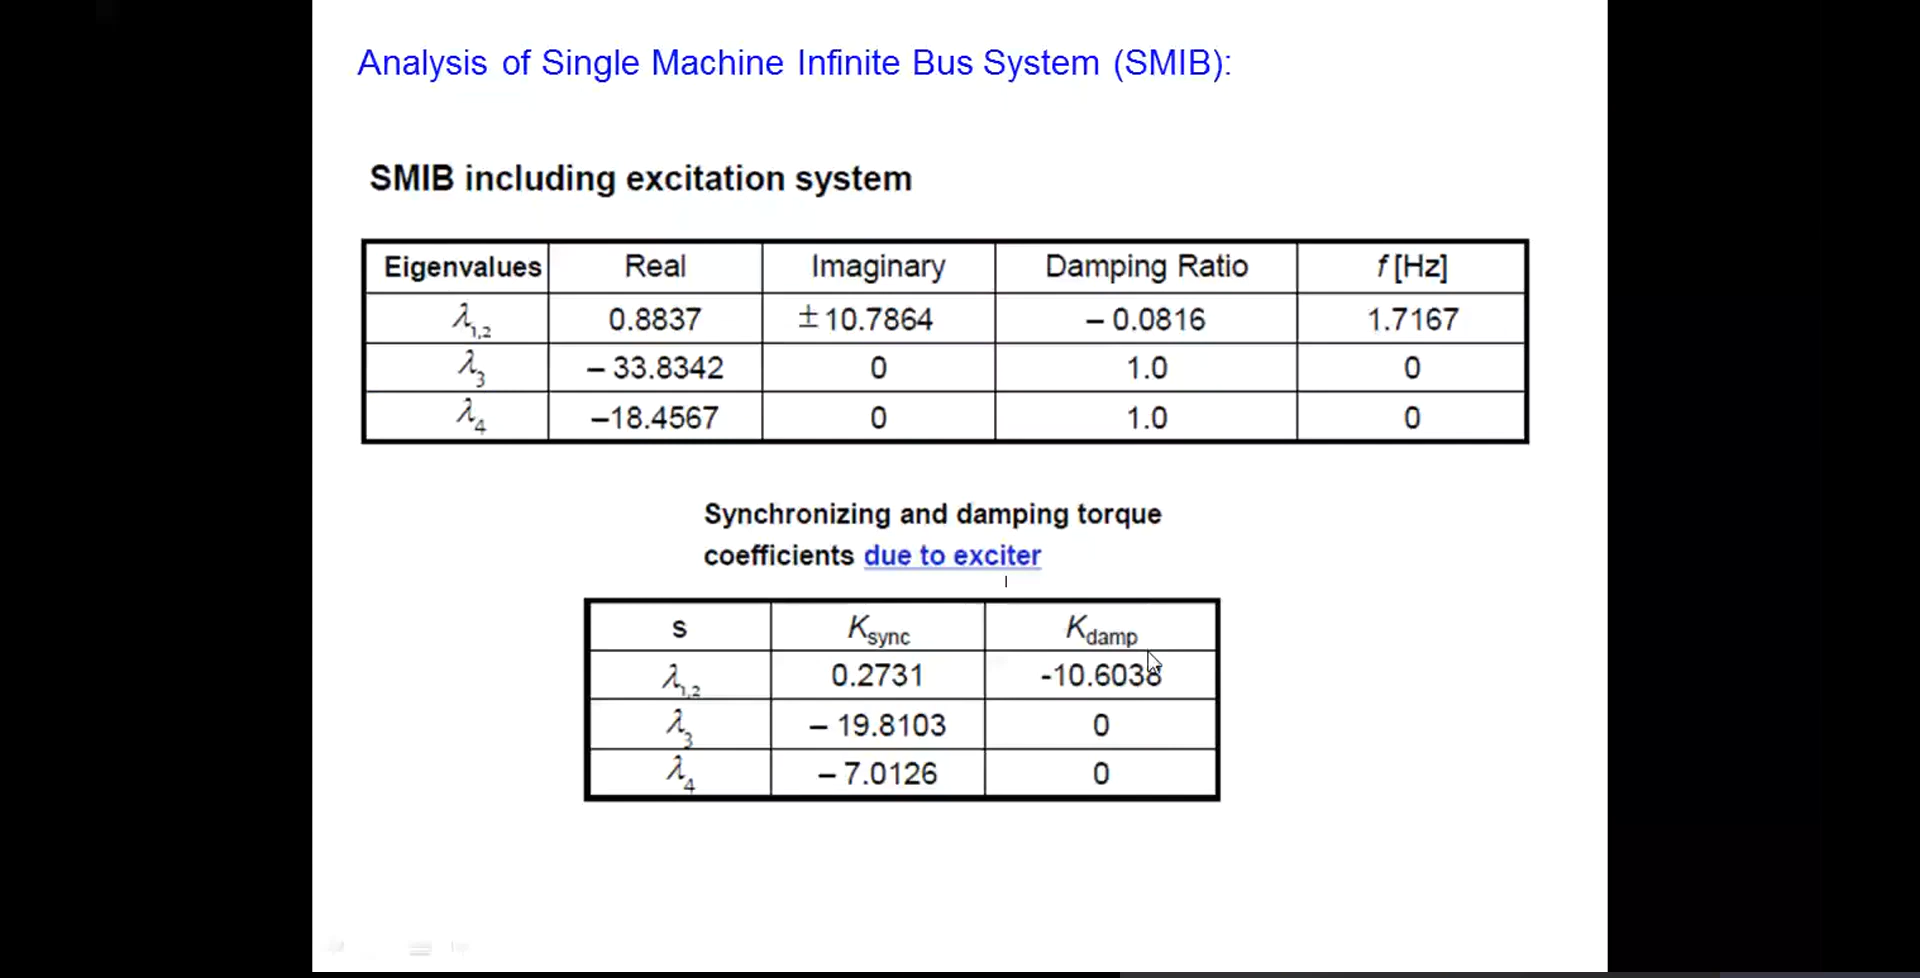 Analysis of Single Machine Infinite Bus System (SMIB):
SMIB including excitation system
Eigenvalues Real Imaginary Damping Ratio f [Hz]
λ1,2 0.8837 ±10.7864 – 0.0816 1.7167
λ3 – 33.8342 0 1.0 0
λ4 –18.4567 0 1.0 0
Synchronizing and damping torque
coefficients due to exciter
s Ksync Kdamp
λ1,2 0.2731 -10.6038
λ3 – 19.8103 0
λ4 – 7.0126 0